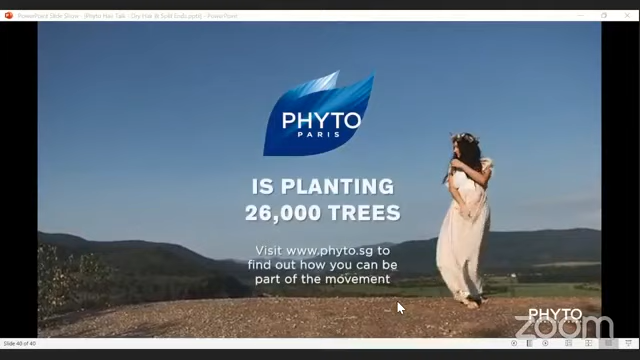 PowerPoint Slide Show - [Phyto Hair Talk - Dry Hair & Split Ends.pptx] - PowerPoint
PHYTO
PARIS
IS PLANTING
26,000 TREES
Visit www.phyto.sg to
find out how you can be
part of the movement
PHYTO
zoom
Slide 40 of 40